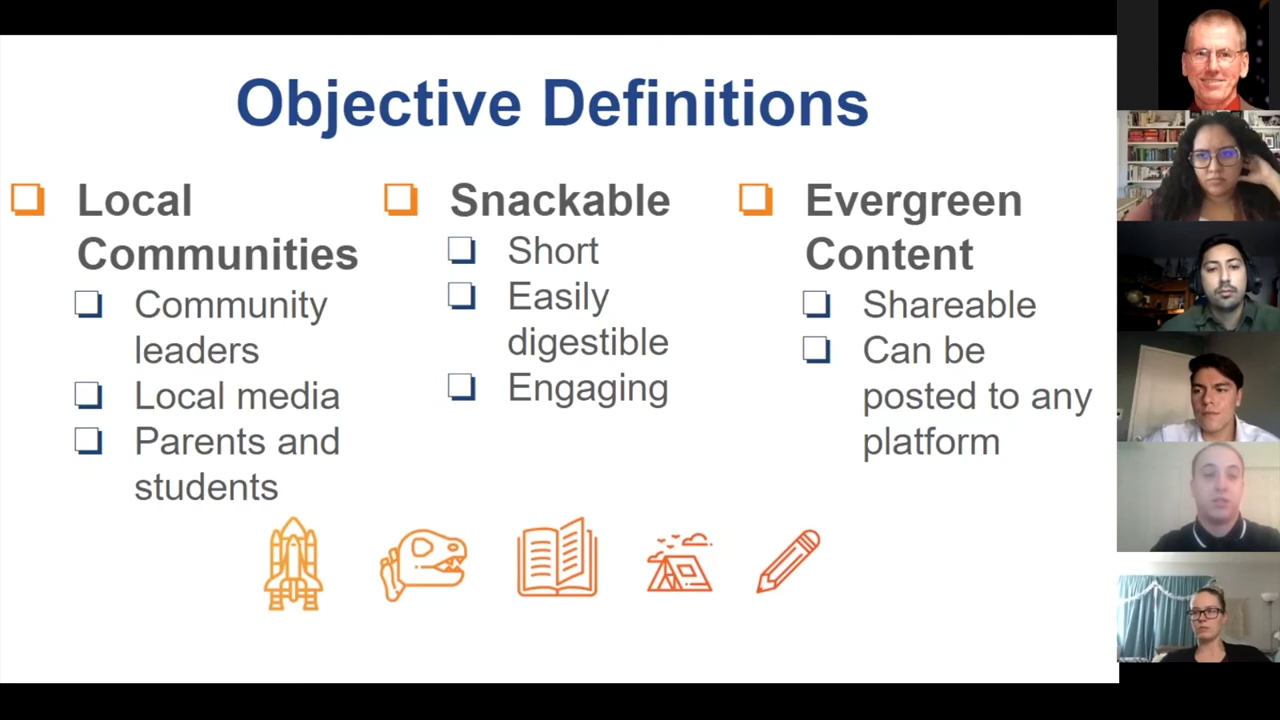 Objective Definitions
❏ Local
Communities
❏ Community
leaders
❏ Local media
❏ Parents and
students
❏ Snackable
❏ Short
❏ Easily
digestible
❏ Engaging
❏ Evergreen
Content
❏ Shareable
❏ Can be
posted to any
platform